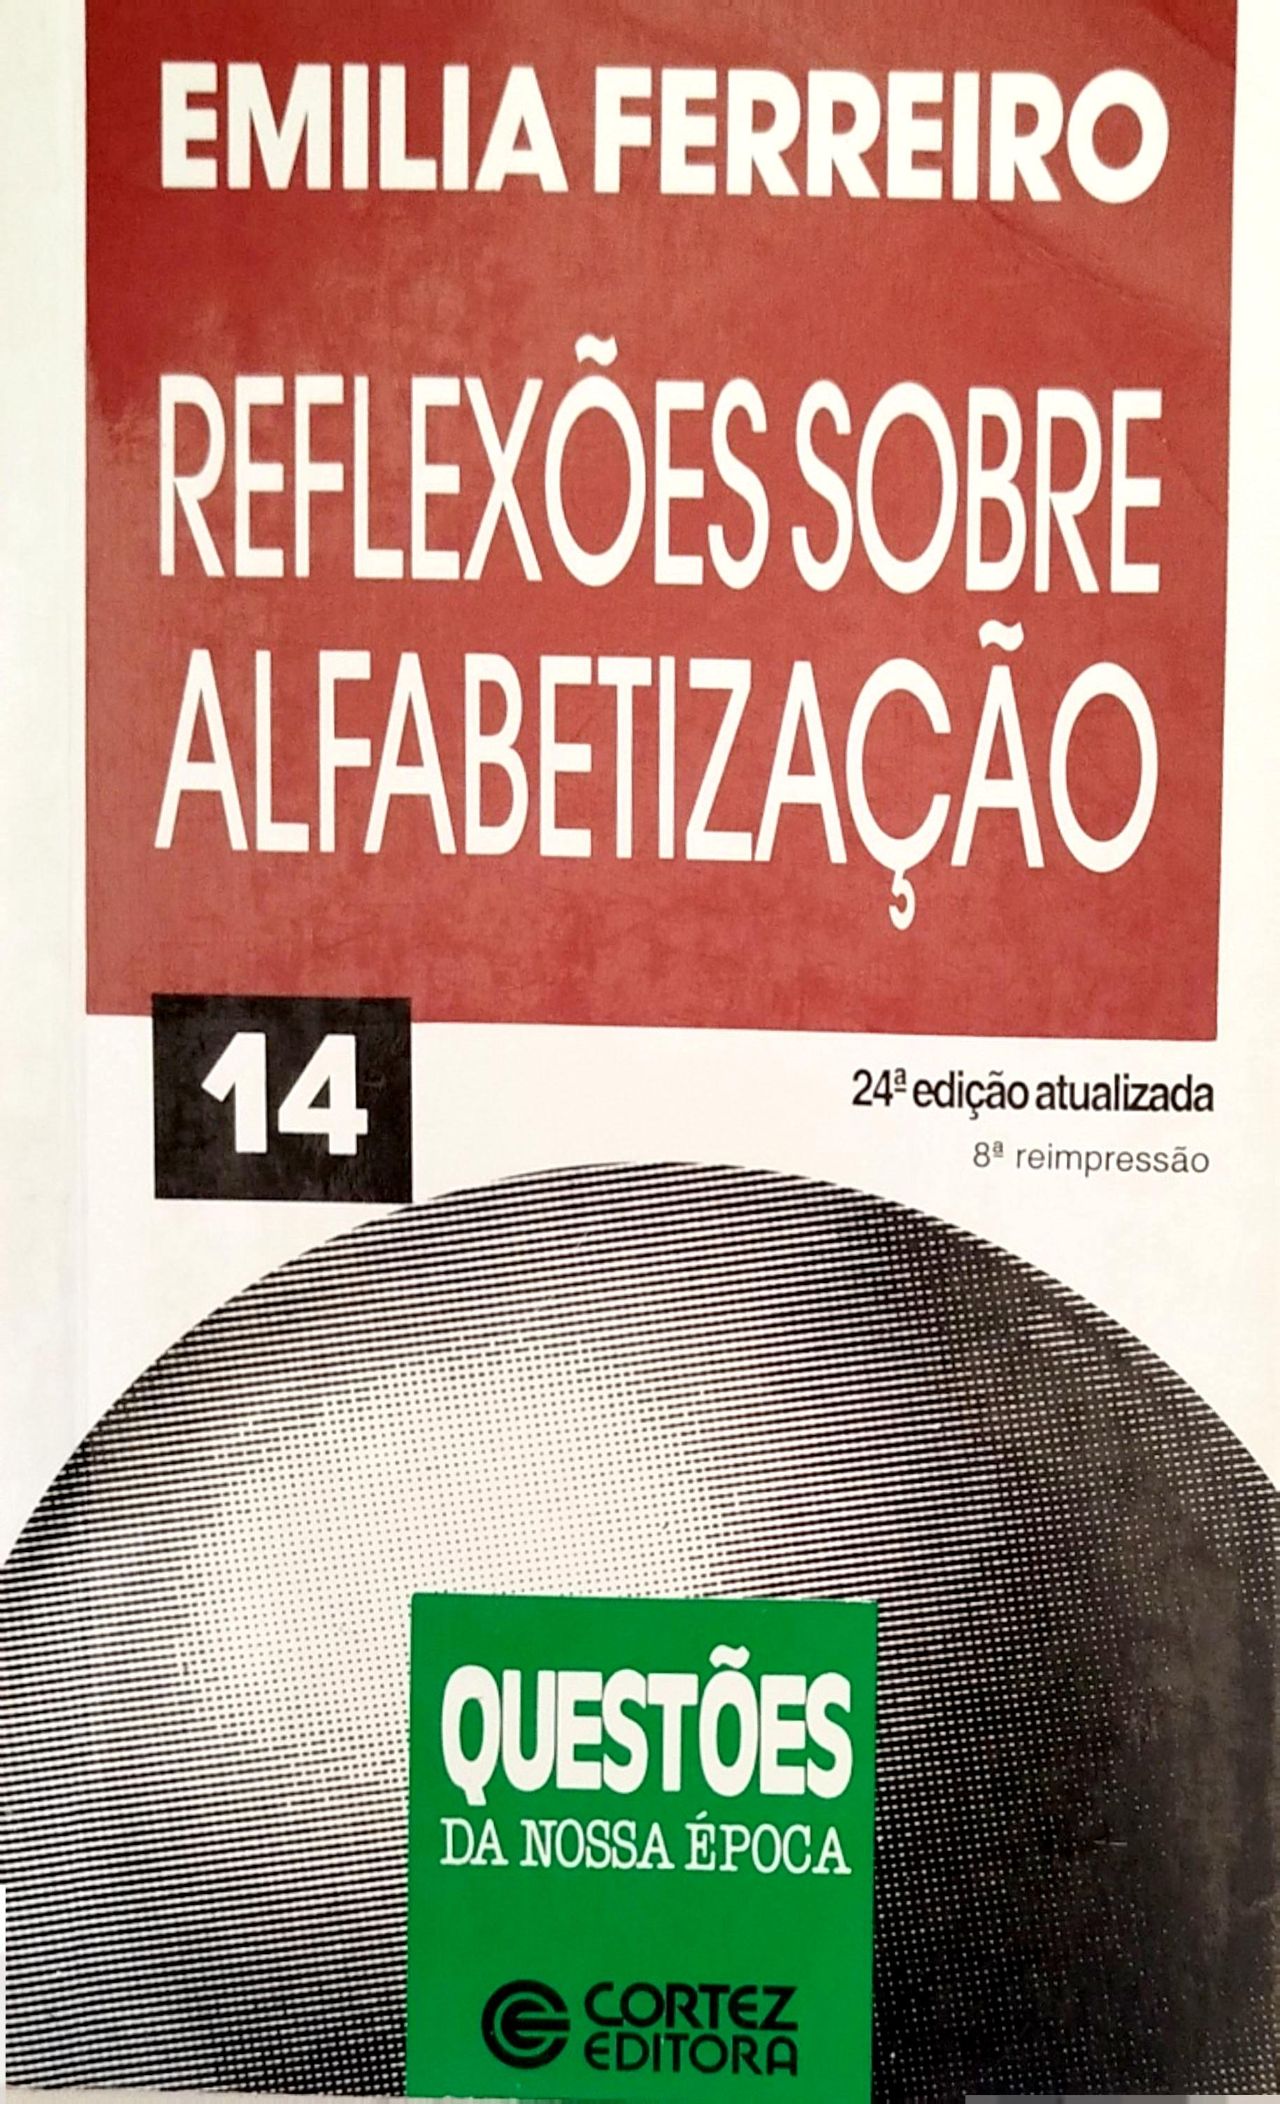 EMILIA FERREIRO
REFLEXÕES SOBRE
ALFABETIZAÇÃO
14
24ª edição atualizada
8ª reimpressão
QUESTÕES
DA NOSSA ÉPOCA
CORTEZ
EDITORA